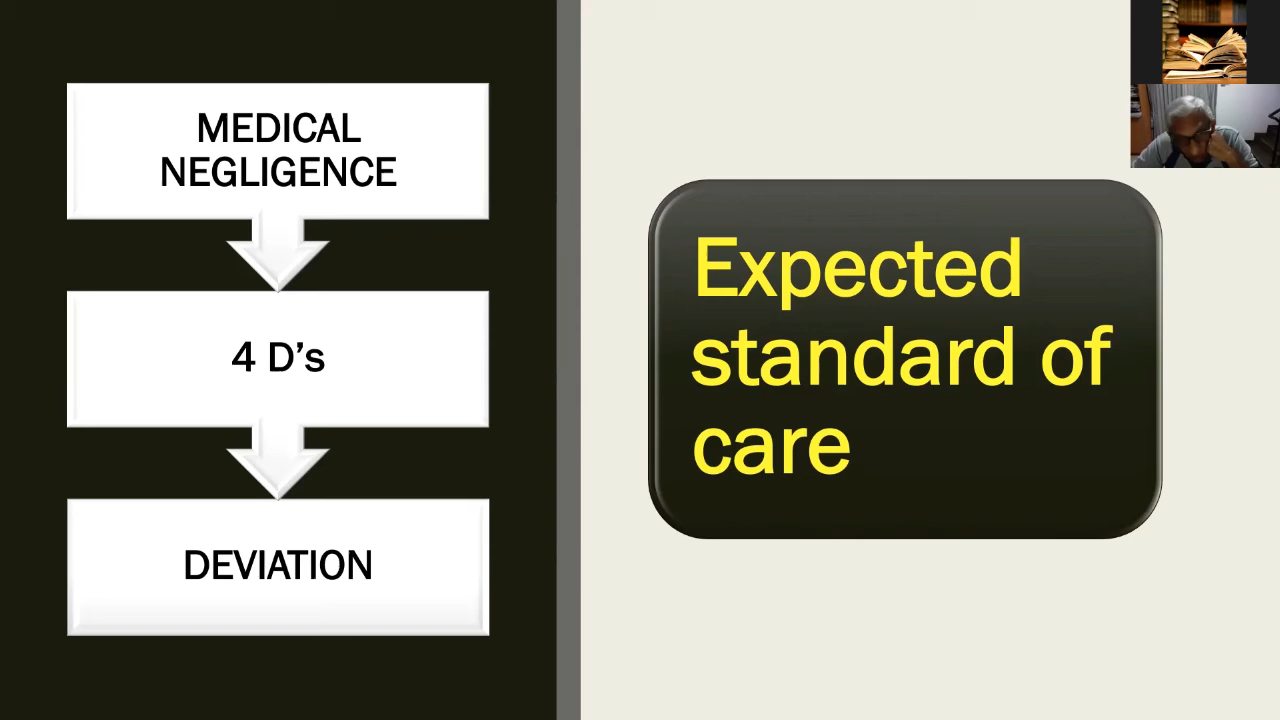 MEDICAL
NEGLIGENCE
4 D’s
DEVIATION
Expected
standard of
care